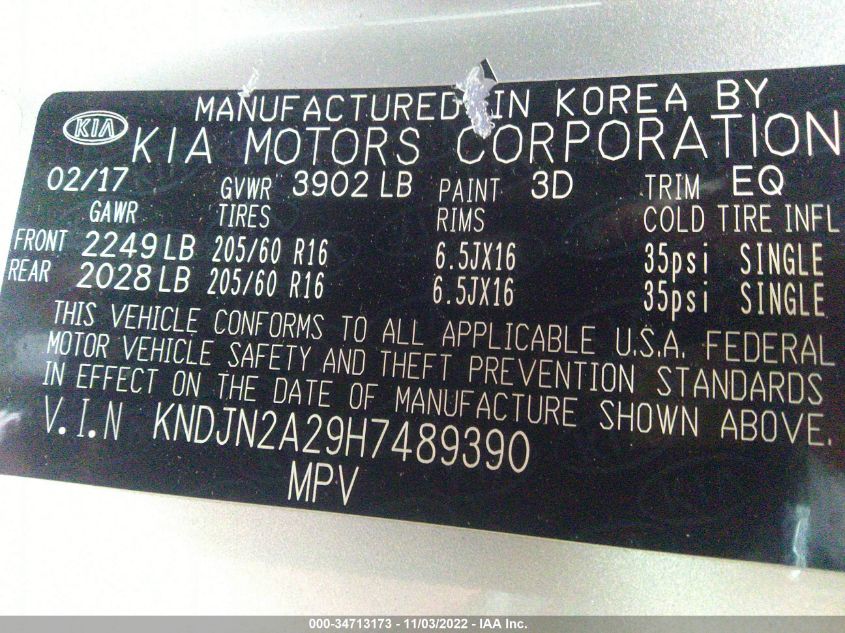 MANUFACTURED IN KOREA BY
KIA KIA MOTORS CORPORATION
02/17 GVWR 3902 LB PAINT 3D TRIM EQ
GAWR TIRES RIMS COLD TIRE INFL
FRONT 2249 LB 205/60 R16 6.5JX16 35psi SINGLE
REAR 2028 LB 205/60 R16 6.5JX16 35psi SINGLE
THIS VEHICLE CONFORMS TO ALL APPLICABLE U.S.A. FEDERAL
MOTOR VEHICLE SAFETY AND THEFT PREVENTION STANDARDS
IN EFFECT ON THE DATE OF MANUFACTURE SHOWN ABOVE.
V.I.N KNDJN2A29H7489390
MPV
000-34713173 - 11/03/2022 - IAA Inc.